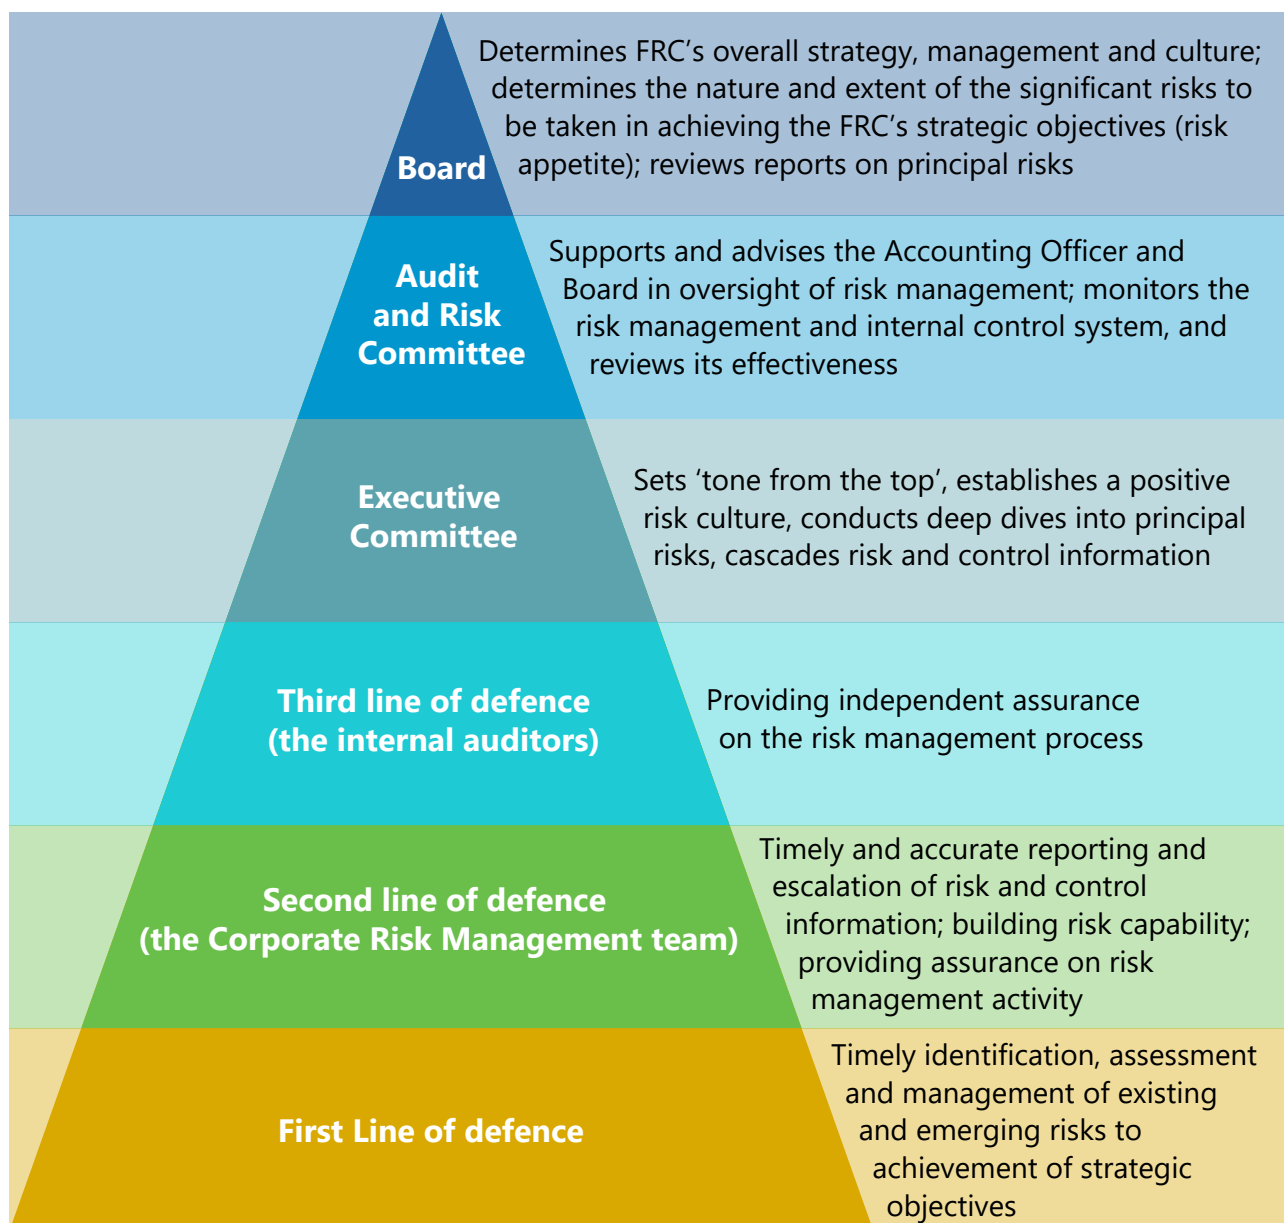 Determines FRC’s overall strategy, management and culture;
determines the nature and extent of the significant risks to
be taken in achieving the FRC’s strategic objectives (risk
appetite); reviews reports on principal risks
Board
Supports and advises the Accounting Officer and
Board in oversight of risk management; monitors the
risk management and internal control system, and
reviews its effectiveness
Audit
and Risk
Committee
Sets ‘tone from the top’, establishes a positive
risk culture, conducts deep dives into principal
risks, cascades risk and control information
Executive
Committee
Third line of defence
(the internal auditors)
Providing independent assurance
on the risk management process
Second line of defence
(the Corporate Risk Management team)
Timely and accurate reporting and
escalation of risk and control
information; building risk capability;
providing assurance on risk
management activity
First Line of defence
Timely identification, assessment
and management of existing
and emerging risks to
achievement of strategic
objectives